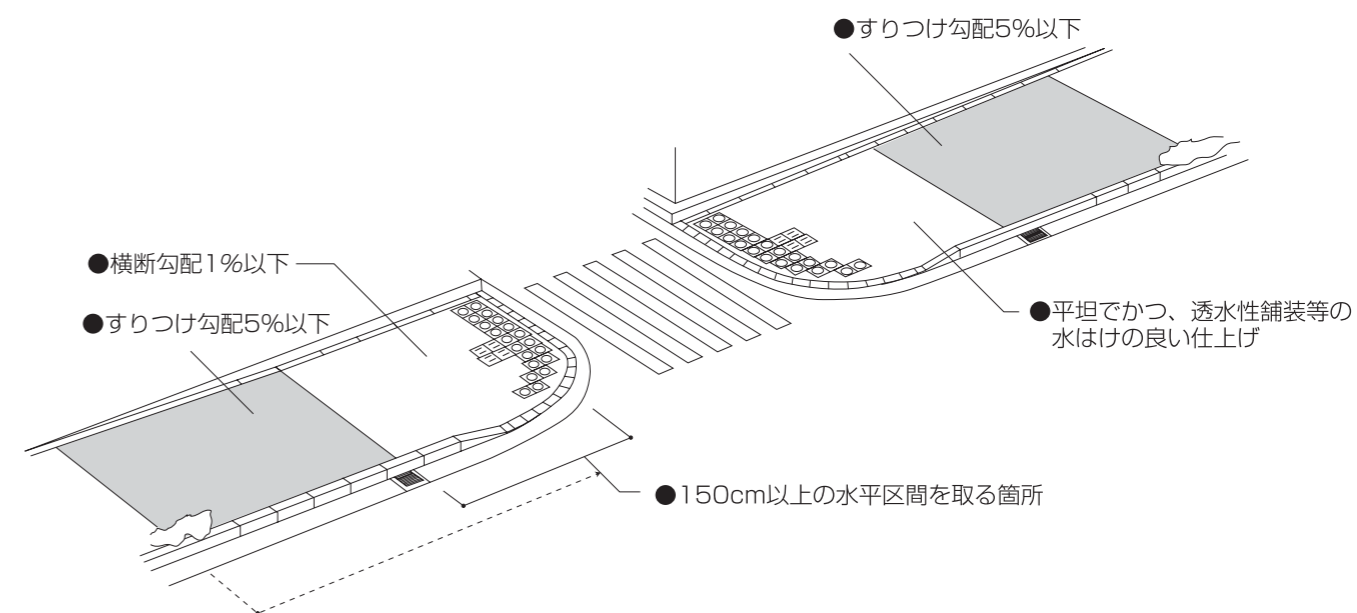 ●すりつけ勾配5%以下
●横断勾配1%以下
●すりつけ勾配5%以下
●平坦でかつ、透水性舗装等の
水はけの良い仕上げ
●150cm以上の水平区間を取る箇所